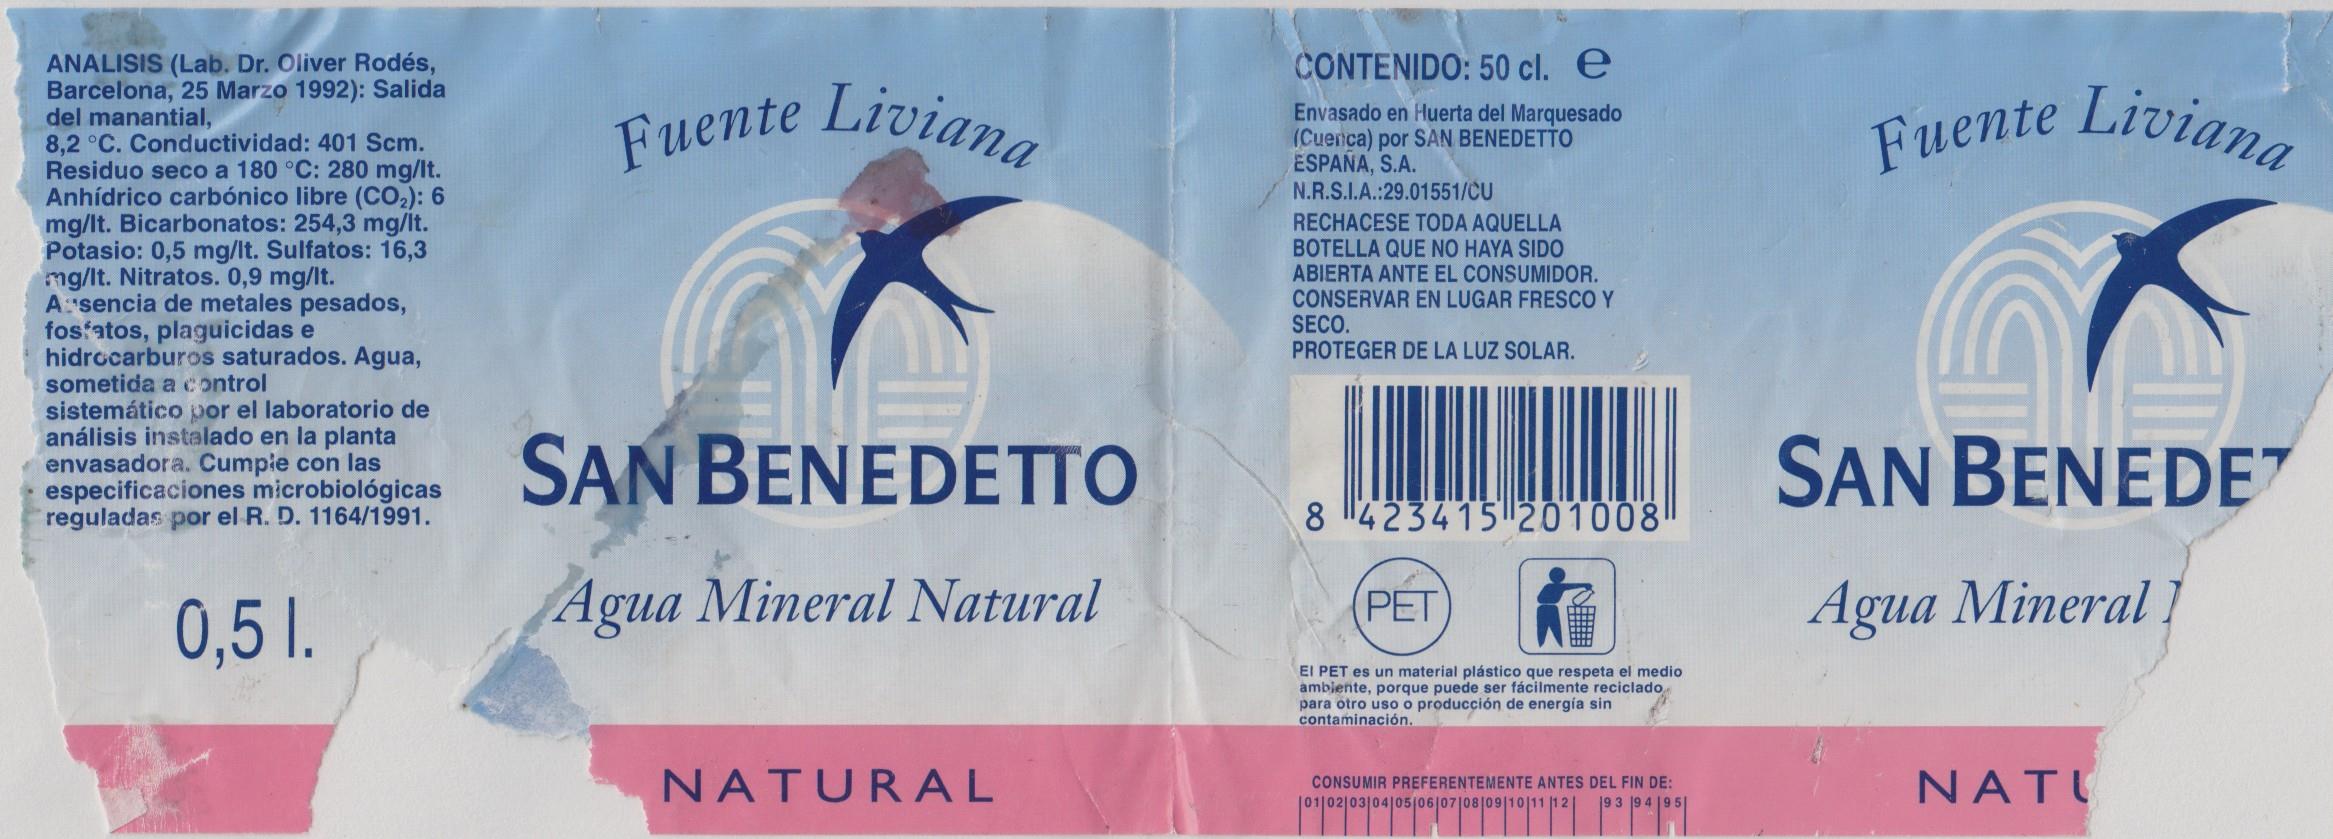 ANALISIS (Lab. Dr. Oliver Rodés,
Barcelona, 25 Marzo 1992): Salida
del manantial,
8,2 °C. Conductividad: 401 Scm.
Residuo seco a 180 °C: 280 mg/lt.
Anhídrico carbónico libre (CO₂): 6
mg/lt. Bicarbonatos: 254,3 mg/lt.
Potasio: 0,5 mg/lt. Sulfatos: 16,3
mg/lt. Nitratos. 0,9 mg/lt.
Ausencia de metales pesados,
fosfatos, plaguicidas e
hidrocarburos saturados. Agua,
sometida a control
sistemático por el laboratorio de
análisis instalado en la planta
envasadora. Cumple con las
especificaciones microbiológicas
reguladas por el R. D. 1164/1991.
0,5 l.
Fuente Liviana
SAN BENEDETTO
Agua Mineral Natural
NATURAL
CONTENIDO: 50 cl. ℮
Envasado en Huerta del Marquesado
(Cuenca) por SAN BENEDETTO
ESPAÑA, S.A.
N.R.S.I.A.:29.01551/CU
RECHACESE TODA AQUELLA
BOTELLA QUE NO HAYA SIDO
ABIERTA ANTE EL CONSUMIDOR.
CONSERVAR EN LUGAR FRESCO Y
SECO.
PROTEGER DE LA LUZ SOLAR.
8 423415 201008
PET
El PET es un material plástico que respeta el medio
ambiente, porque puede ser fácilmente reciclado
para otro uso o producción de energía sin
contaminación.
CONSUMIR PREFERENTEMENTE ANTES DEL FIN DE:
|01|02|03|04|05|06|07|08|09|10|11|12| |93|94|95|
Fuente Liviana
SAN BENEDET
Agua Mineral
NATU